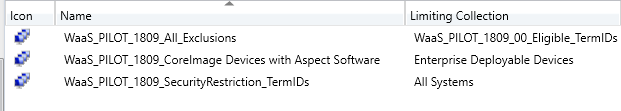 Icon Name Limiting Collection
WaaS_PILOT_1809_All_Exclusions WaaS_PILOT_1809_00_Eligible_TermIDs
WaaS_PILOT_1809_CoreImage Devices with Aspect Software Enterprise Deployable Devices
WaaS_PILOT_1809_SecurityRestriction_TermIDs All Systems